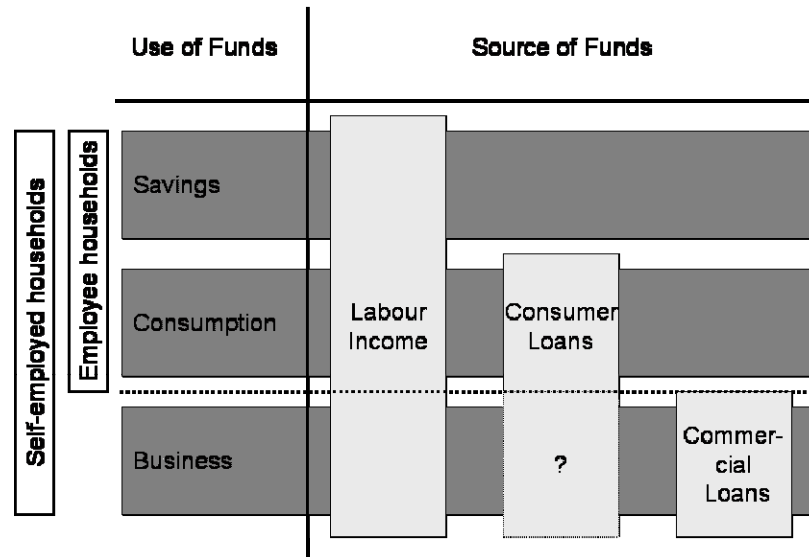 Use of Funds
Source of Funds
Self-employed households
Employee households
Savings
Consumption
Labour
Income
Consumer
Loans
Business
?
Commer-
cial
Loans